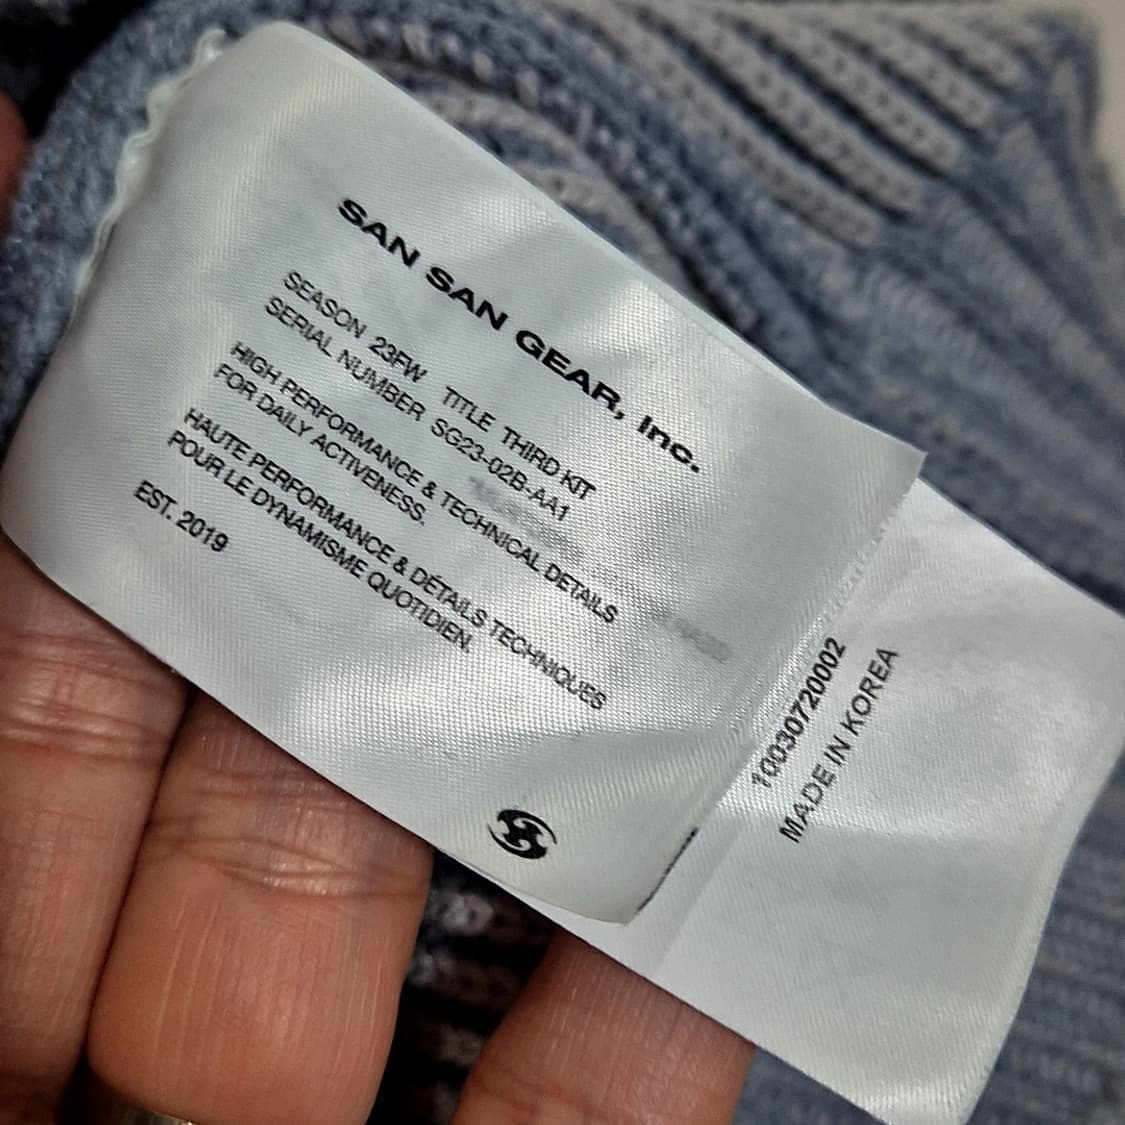 SAN SAN GEAR, Inc.
SEASON 23FW TITLE THIRD KIT
SERIAL NUMBER SG23-02B-AA1
HIGH PERFORMANCE & TECHNICAL DETAILS
FOR DAILY ACTIVENESS.
HAUTE PERFORMANCE & DÉTAILS TECHNIQUES
POUR LE DYNAMISME QUOTIDIEN.
EST. 2019
10030720002
MADE IN KOREA